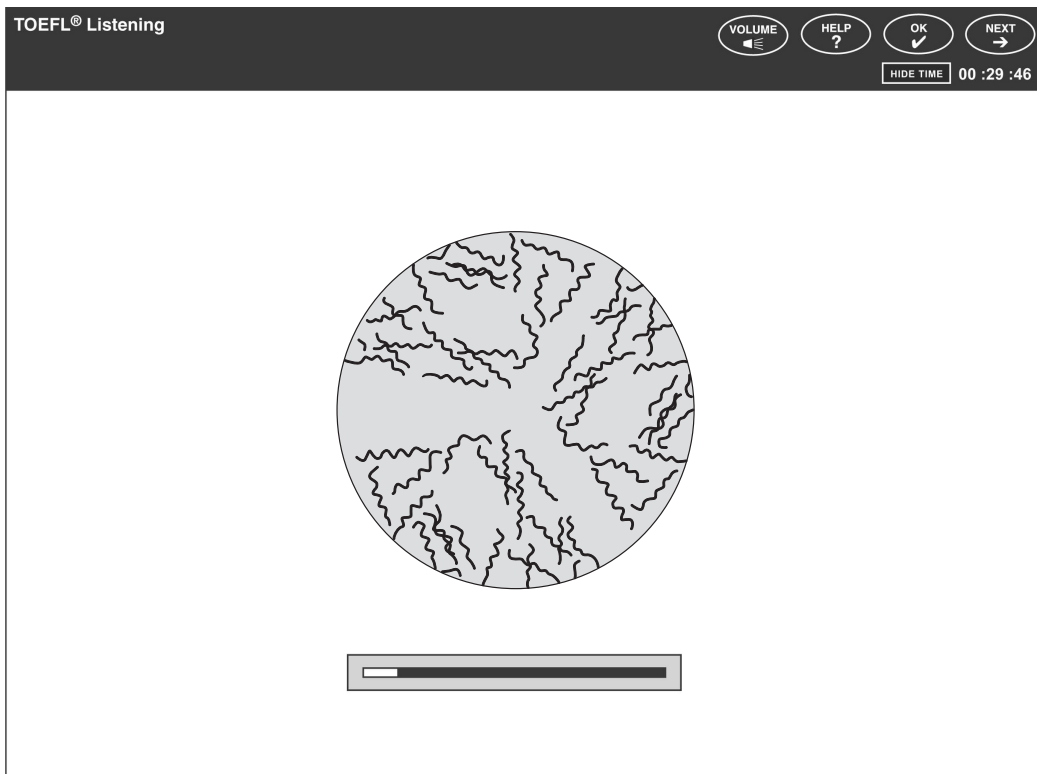 TOEFL® Listening
VOLUME
HELP
?
OK
NEXT
HIDE TIME 00 :29 :46